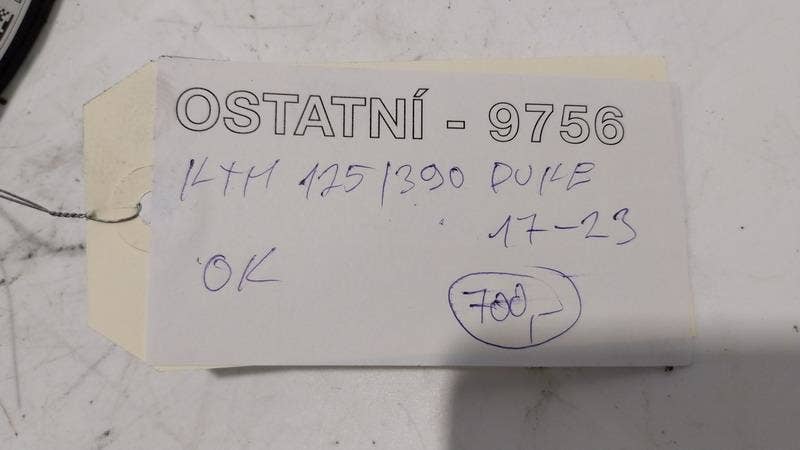 OSTATNÍ - 9756
KTM 125/390 DUKE
17-23
OK
700,-